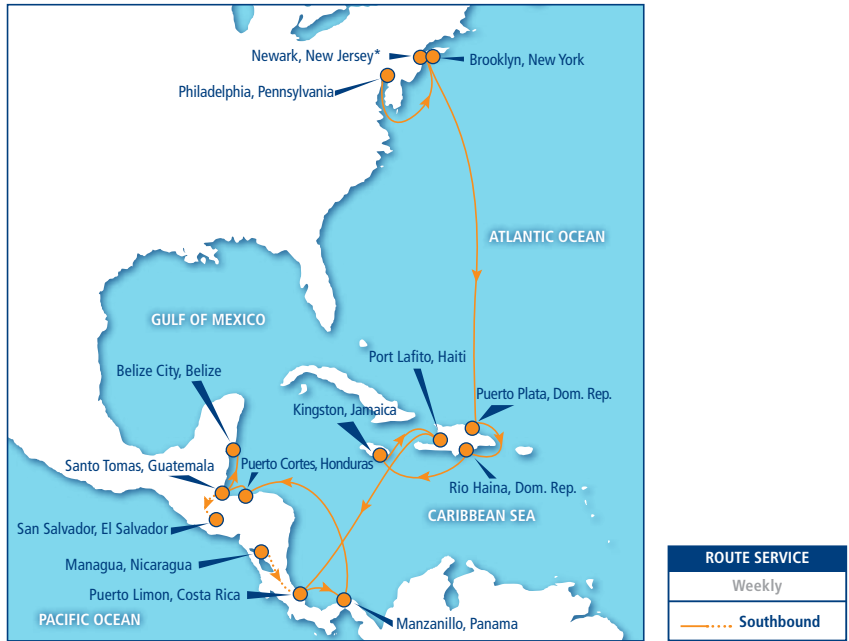 Newark, New Jersey*
Brooklyn, New York
Philadelphia, Pennsylvania
ATLANTIC OCEAN
GULF OF MEXICO
Port Lafito, Haiti
Belize City, Belize
Puerto Plata, Dom. Rep.
Kingston, Jamaica
Santo Tomas, Guatemala
Puerto Cortes, Honduras
Rio Haina, Dom. Rep.
CARIBBEAN SEA
San Salvador, El Salvador
Managua, Nicaragua
Puerto Limon, Costa Rica
PACIFIC OCEAN
Manzanillo, Panama
ROUTE SERVICE
Weekly
Southbound